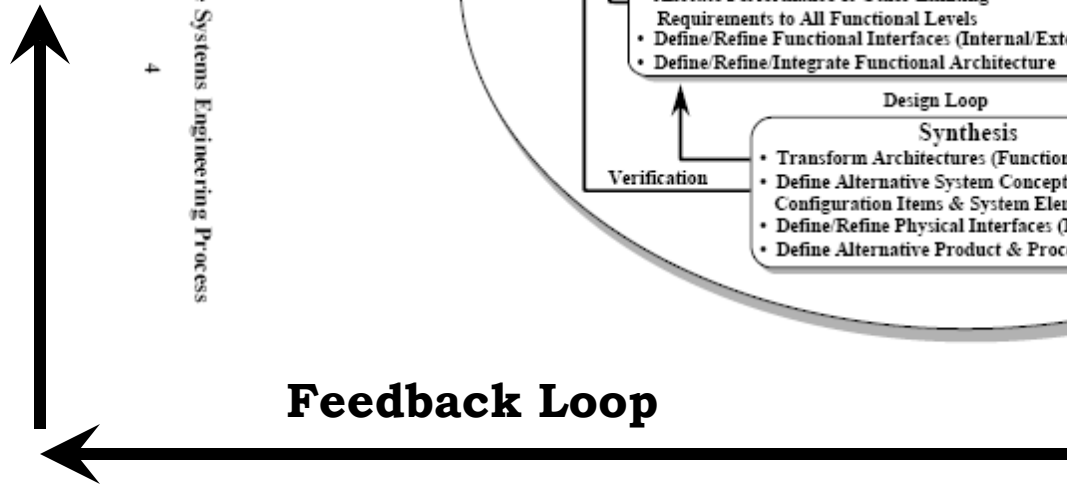 Requirements to All Functional Levels
• Define/Refine Functional Interfaces (Internal/Exte
• Define/Refine/Integrate Functional Architecture
Design Loop
Synthesis
• Transform Architectures (Function
• Define Alternative System Concept
Configuration Items & System Elem
• Define/Refine Physical Interfaces (I
• Define Alternative Product & Proc
Verification
Systems Engineering Process
4
Feedback Loop